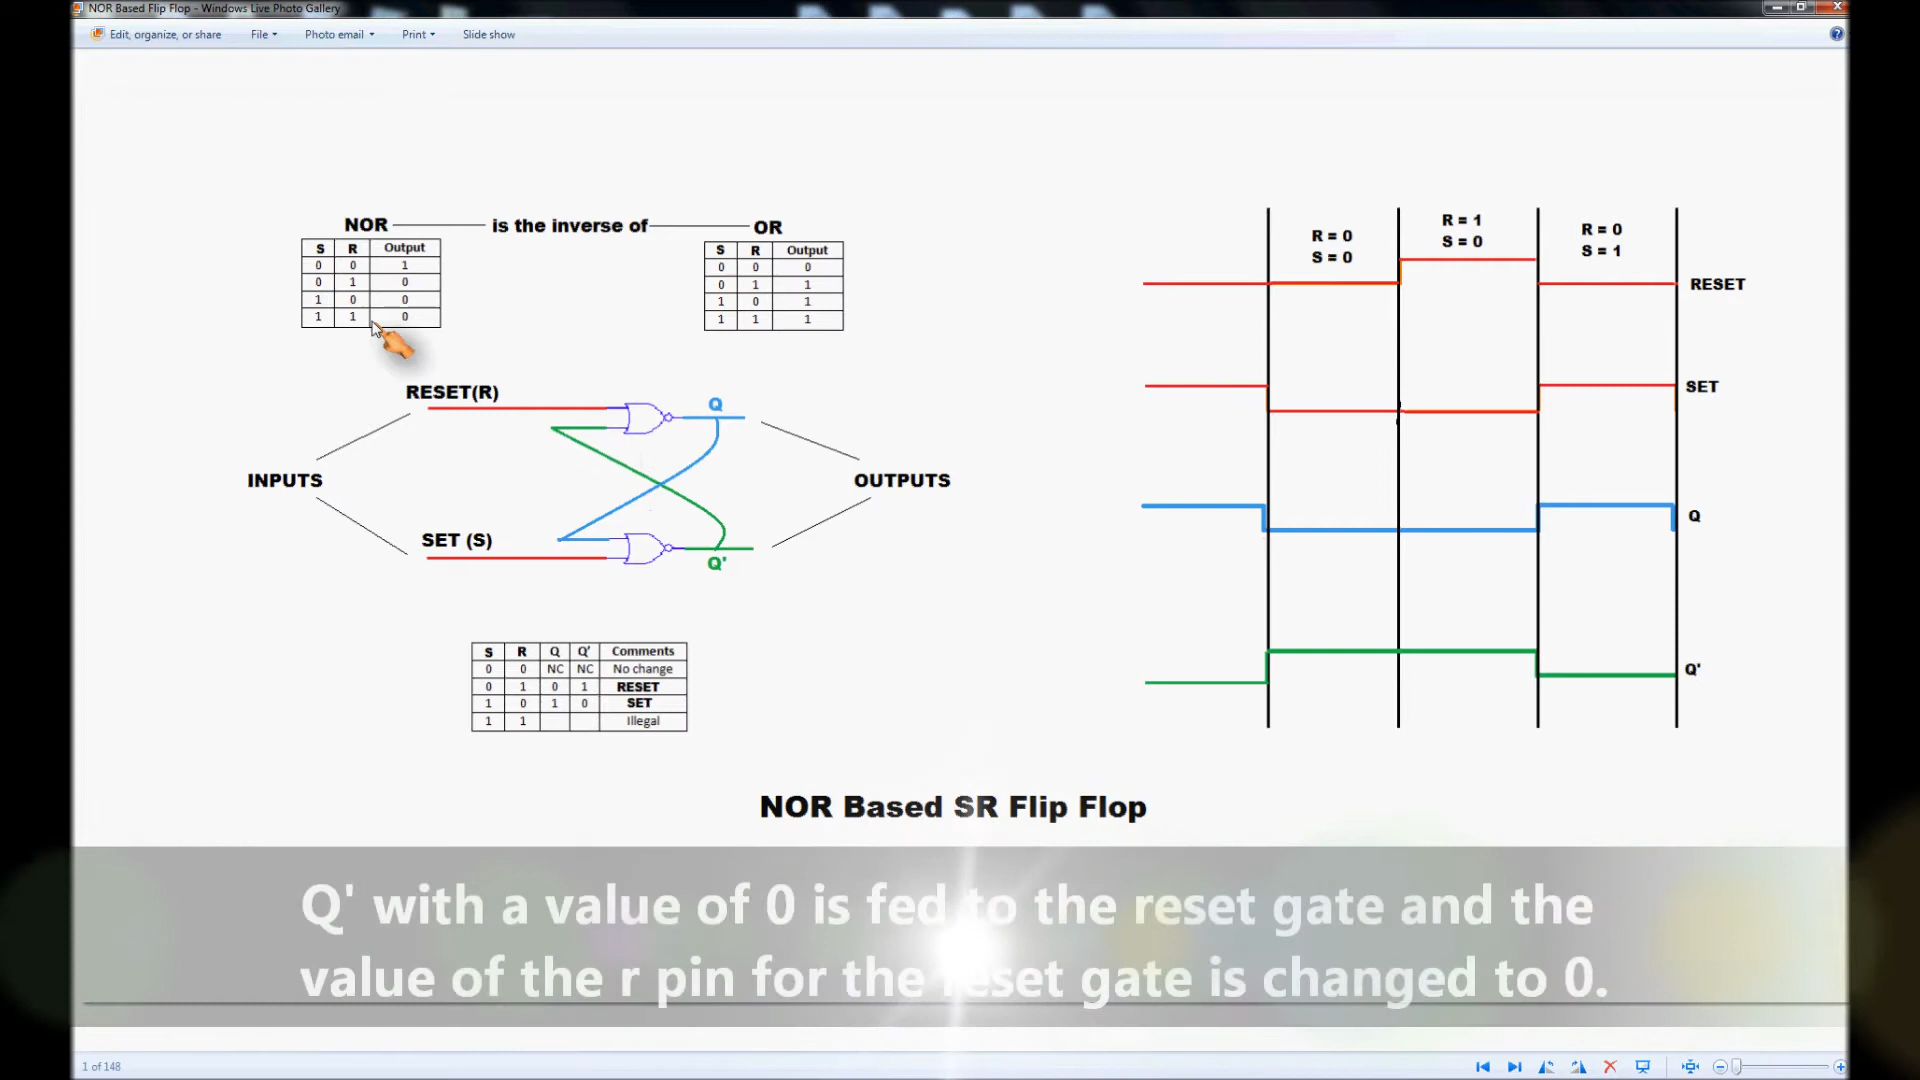 NOR Based Flip Flop - Windows Live Photo Gallery
Edit, organize, or share File Photo email Print Slide show
NOR is the inverse of OR
S R Output
0 0 1
0 1 0
1 0 0
1 1 0
S R Output
0 0 0
0 1 1
1 0 1
1 1 1
RESET(R)
Q
INPUTS
OUTPUTS
SET (S)
Q'
S R Q Q' Comments
0 0 NC NC No change
0 1 0 1 RESET
1 0 1 0 SET
1 1 Illegal
R = 0
S = 0
R = 1
S = 0
R = 0
S = 1
RESET
SET
Q
Q'
NOR Based SR Flip Flop
Q' with a value of 0 is fed to the reset gate and the
value of the r pin for the reset gate is changed to 0.
1 of 148